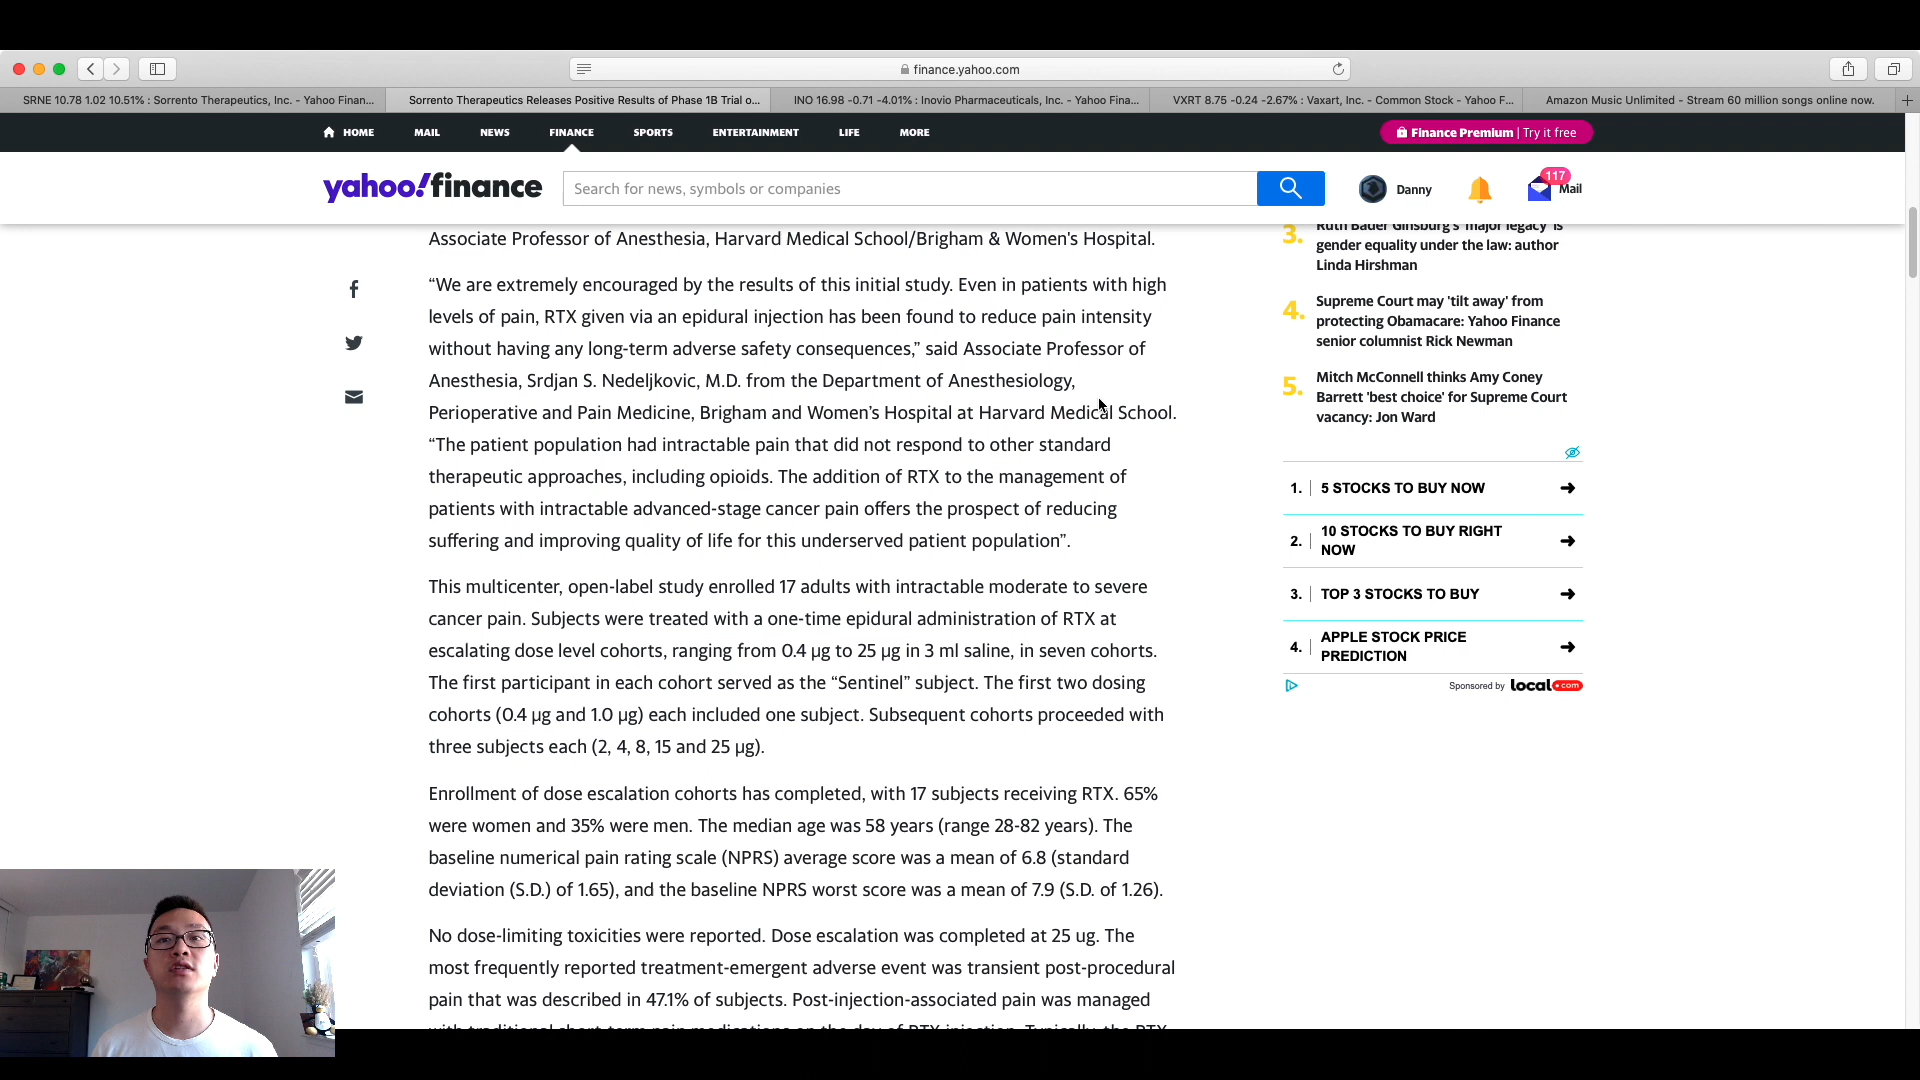 finance.yahoo.com
SRNE 10.78 1.02 10.51% : Sorrento Therapeutics, Inc. - Yahoo Finan...
Sorrento Therapeutics Releases Positive Results of Phase 1B Trial o...
INO 16.98 -0.71 -4.01% : Inovio Pharmaceuticals, Inc. - Yahoo Fina...
VXRT 8.75 -0.24 -2.67% : Vaxart, Inc. - Common Stock - Yahoo F...
Amazon Music Unlimited - Stream 60 million songs online now.
HOME
MAIL
NEWS
FINANCE
SPORTS
ENTERTAINMENT
LIFE
MORE
Finance Premium | Try it free
yahoo!finance
Search for news, symbols or companies
Danny
117
Mail
Associate Professor of Anesthesia, Harvard Medical School/Brigham & Women's Hospital.
“We are extremely encouraged by the results of this initial study. Even in patients with high
levels of pain, RTX given via an epidural injection has been found to reduce pain intensity
without having any long-term adverse safety consequences,” said Associate Professor of
Anesthesia, Srdjan S. Nedeljkovic, M.D. from the Department of Anesthesiology,
Perioperative and Pain Medicine, Brigham and Women’s Hospital at Harvard Medical School.
“The patient population had intractable pain that did not respond to other standard
therapeutic approaches, including opioids. The addition of RTX to the management of
patients with intractable advanced-stage cancer pain offers the prospect of reducing
suffering and improving quality of life for this underserved patient population”.
This multicenter, open-label study enrolled 17 adults with intractable moderate to severe
cancer pain. Subjects were treated with a one-time epidural administration of RTX at
escalating dose level cohorts, ranging from 0.4 µg to 25 µg in 3 ml saline, in seven cohorts.
The first participant in each cohort served as the “Sentinel” subject. The first two dosing
cohorts (0.4 µg and 1.0 µg) each included one subject. Subsequent cohorts proceeded with
three subjects each (2, 4, 8, 15 and 25 µg).
Enrollment of dose escalation cohorts has completed, with 17 subjects receiving RTX. 65%
were women and 35% were men. The median age was 58 years (range 28-82 years). The
baseline numerical pain rating scale (NPRS) average score was a mean of 6.8 (standard
deviation (S.D.) of 1.65), and the baseline NPRS worst score was a mean of 7.9 (S.D. of 1.26).
No dose-limiting toxicities were reported. Dose escalation was completed at 25 ug. The
most frequently reported treatment-emergent adverse event was transient post-procedural
pain that was described in 47.1% of subjects. Post-injection-associated pain was managed
with traditional short-term pain medications on the day of RTX injection. Typically, the RTX
3. Ruth Bader Ginsburg's 'major legacy' is
gender equality under the law: author
Linda Hirshman
4. Supreme Court may 'tilt away' from
protecting Obamacare: Yahoo Finance
senior columnist Rick Newman
5. Mitch McConnell thinks Amy Coney
Barrett 'best choice' for Supreme Court
vacancy: Jon Ward
1. 5 STOCKS TO BUY NOW
2. 10 STOCKS TO BUY RIGHT
NOW
3. TOP 3 STOCKS TO BUY
4. APPLE STOCK PRICE
PREDICTION
Sponsored by local.com